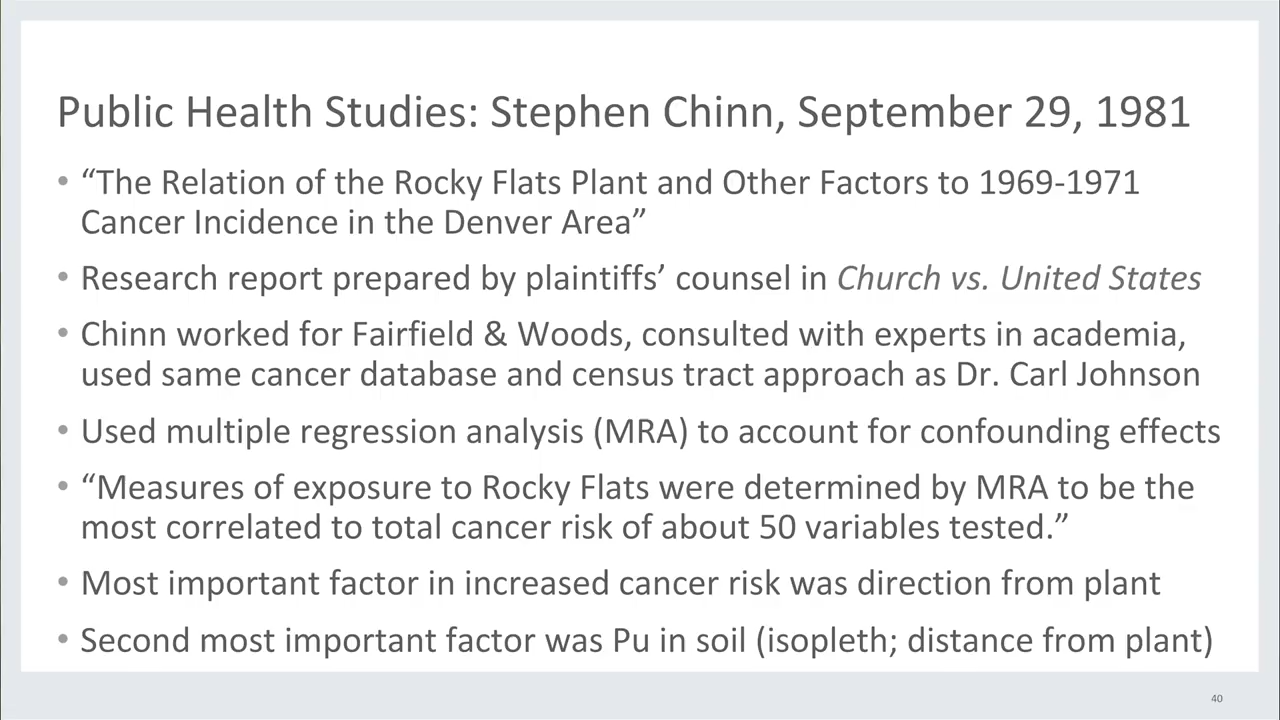 Public Health Studies: Stephen Chinn, September 29, 1981
• “The Relation of the Rocky Flats Plant and Other Factors to 1969-1971
Cancer Incidence in the Denver Area”
• Research report prepared by plaintiffs’ counsel in Church vs. United States
• Chinn worked for Fairfield & Woods, consulted with experts in academia,
used same cancer database and census tract approach as Dr. Carl Johnson
• Used multiple regression analysis (MRA) to account for confounding effects
• “Measures of exposure to Rocky Flats were determined by MRA to be the
most correlated to total cancer risk of about 50 variables tested.”
• Most important factor in increased cancer risk was direction from plant
• Second most important factor was Pu in soil (isopleth; distance from plant)
40